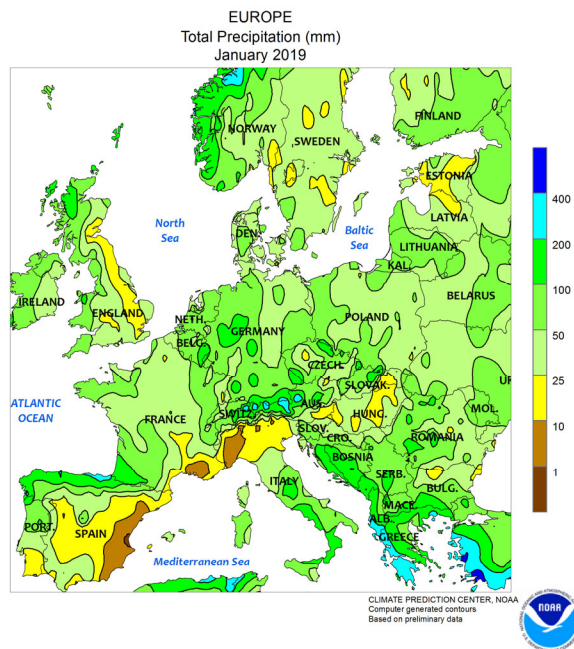 EUROPE
Total Precipitation (mm)
January 2019
NORWAY
SWEDEN
FINLAND
ESTONIA
LATVIA
LITHUANIA
KAL.
BELARUS
North
Sea
Baltic
Sea
DEN.
IRELAND
ENGLAND
NETH.
BELG.
GERMANY
POLAND
CZECH.
SLOVAK.
UR
ATLANTIC
OCEAN
FRANCE
SWITZ.
AUS.
HUNG.
MOL.
SLOV.
CRO.
ROMANIA
BOSNIA
SERB.
BULG.
ITALY
MACE.
ALB.
GREECE
PORT.
SPAIN
Mediterranean Sea
400
200
100
50
25
10
1
CLIMATE PREDICTION CENTER, NOAA
Computer generated contours
Based on preliminary data
NOAA